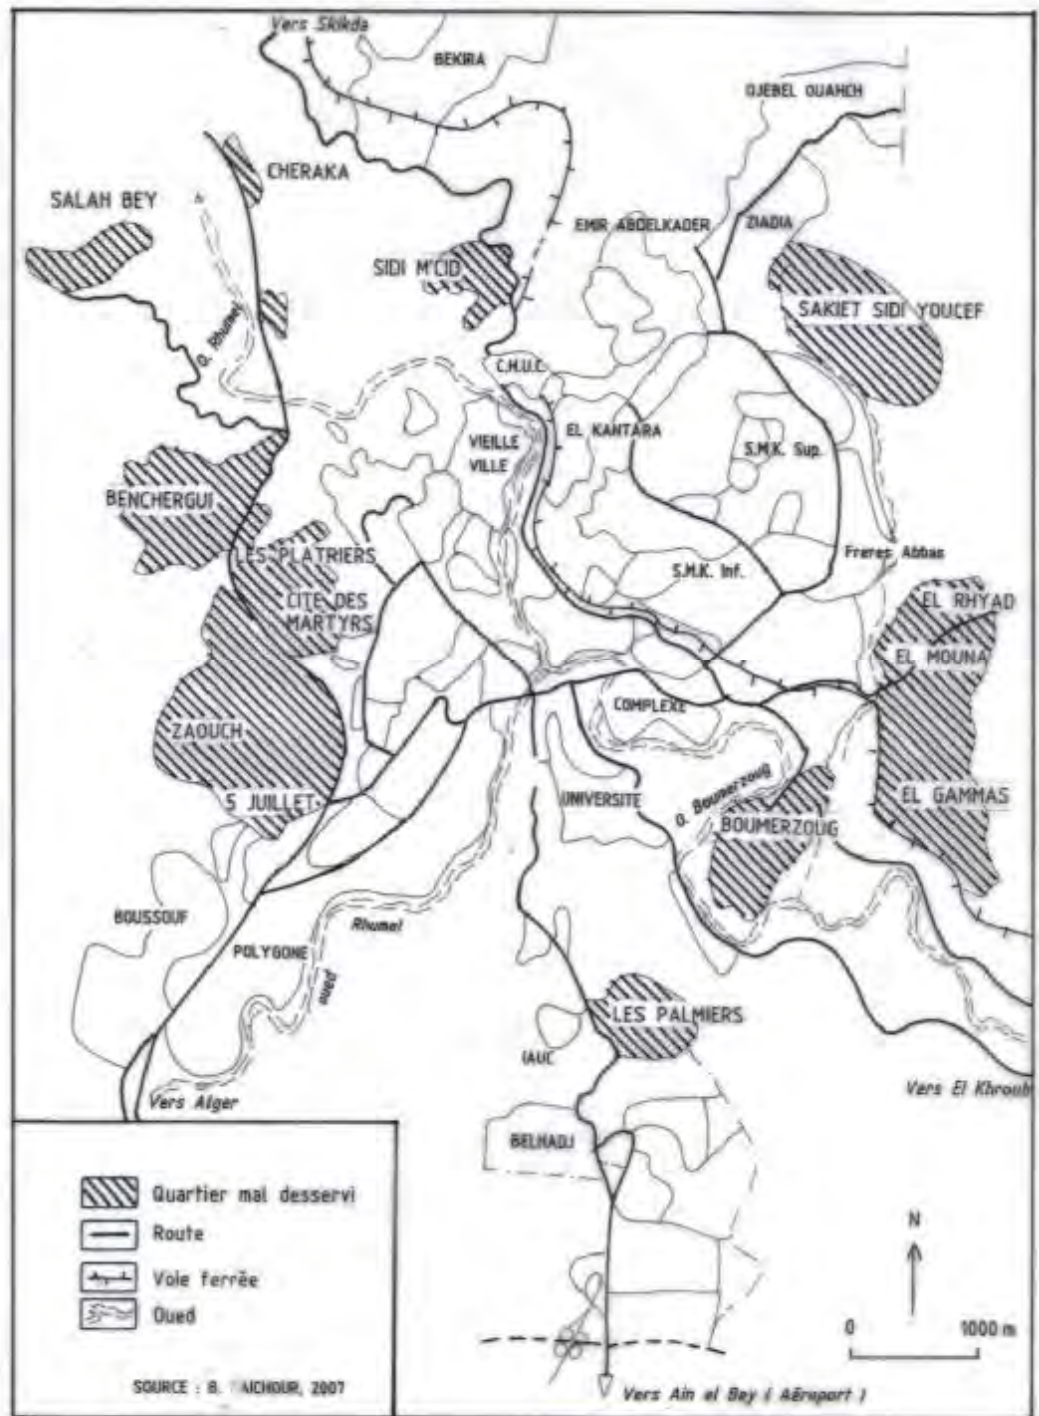 Vers Skikda
BEKIRA
DJEBEL OUAHCH
CHERAKA
SALAH BEY
EMIR ABDELKADER
ZIADIA
SIDI M'CID
SAKIET SIDI YOUCEF
O. Rhumel
C.H.U.C.
VIEILLE
VILLE
EL KANTARA
S.M.K. Sup.
BENCHERGUI
LES PLATRIERS
Freres Abbas
S.M.K. Inf.
CITE DES
MARTYRS
EL RHYAD
EL MOUNA
COMPLEXE
ZAOUCH
5 JUILLET
UNIVERSITE
O. Boumerzoug
EL GAMMAS
BOUMERZOUG
BOUSSOUF
Rhumel
POLYGONE
oued
LES PALMIERS
IAUC
Vers Alger
Vers El Khroub
BELHADJ
Quartier mal desservi
Route
Voie ferrée
Oued
N
0 1000 m
SOURCE : B. 2007
Vers Ain el Bey ( Aéroport )